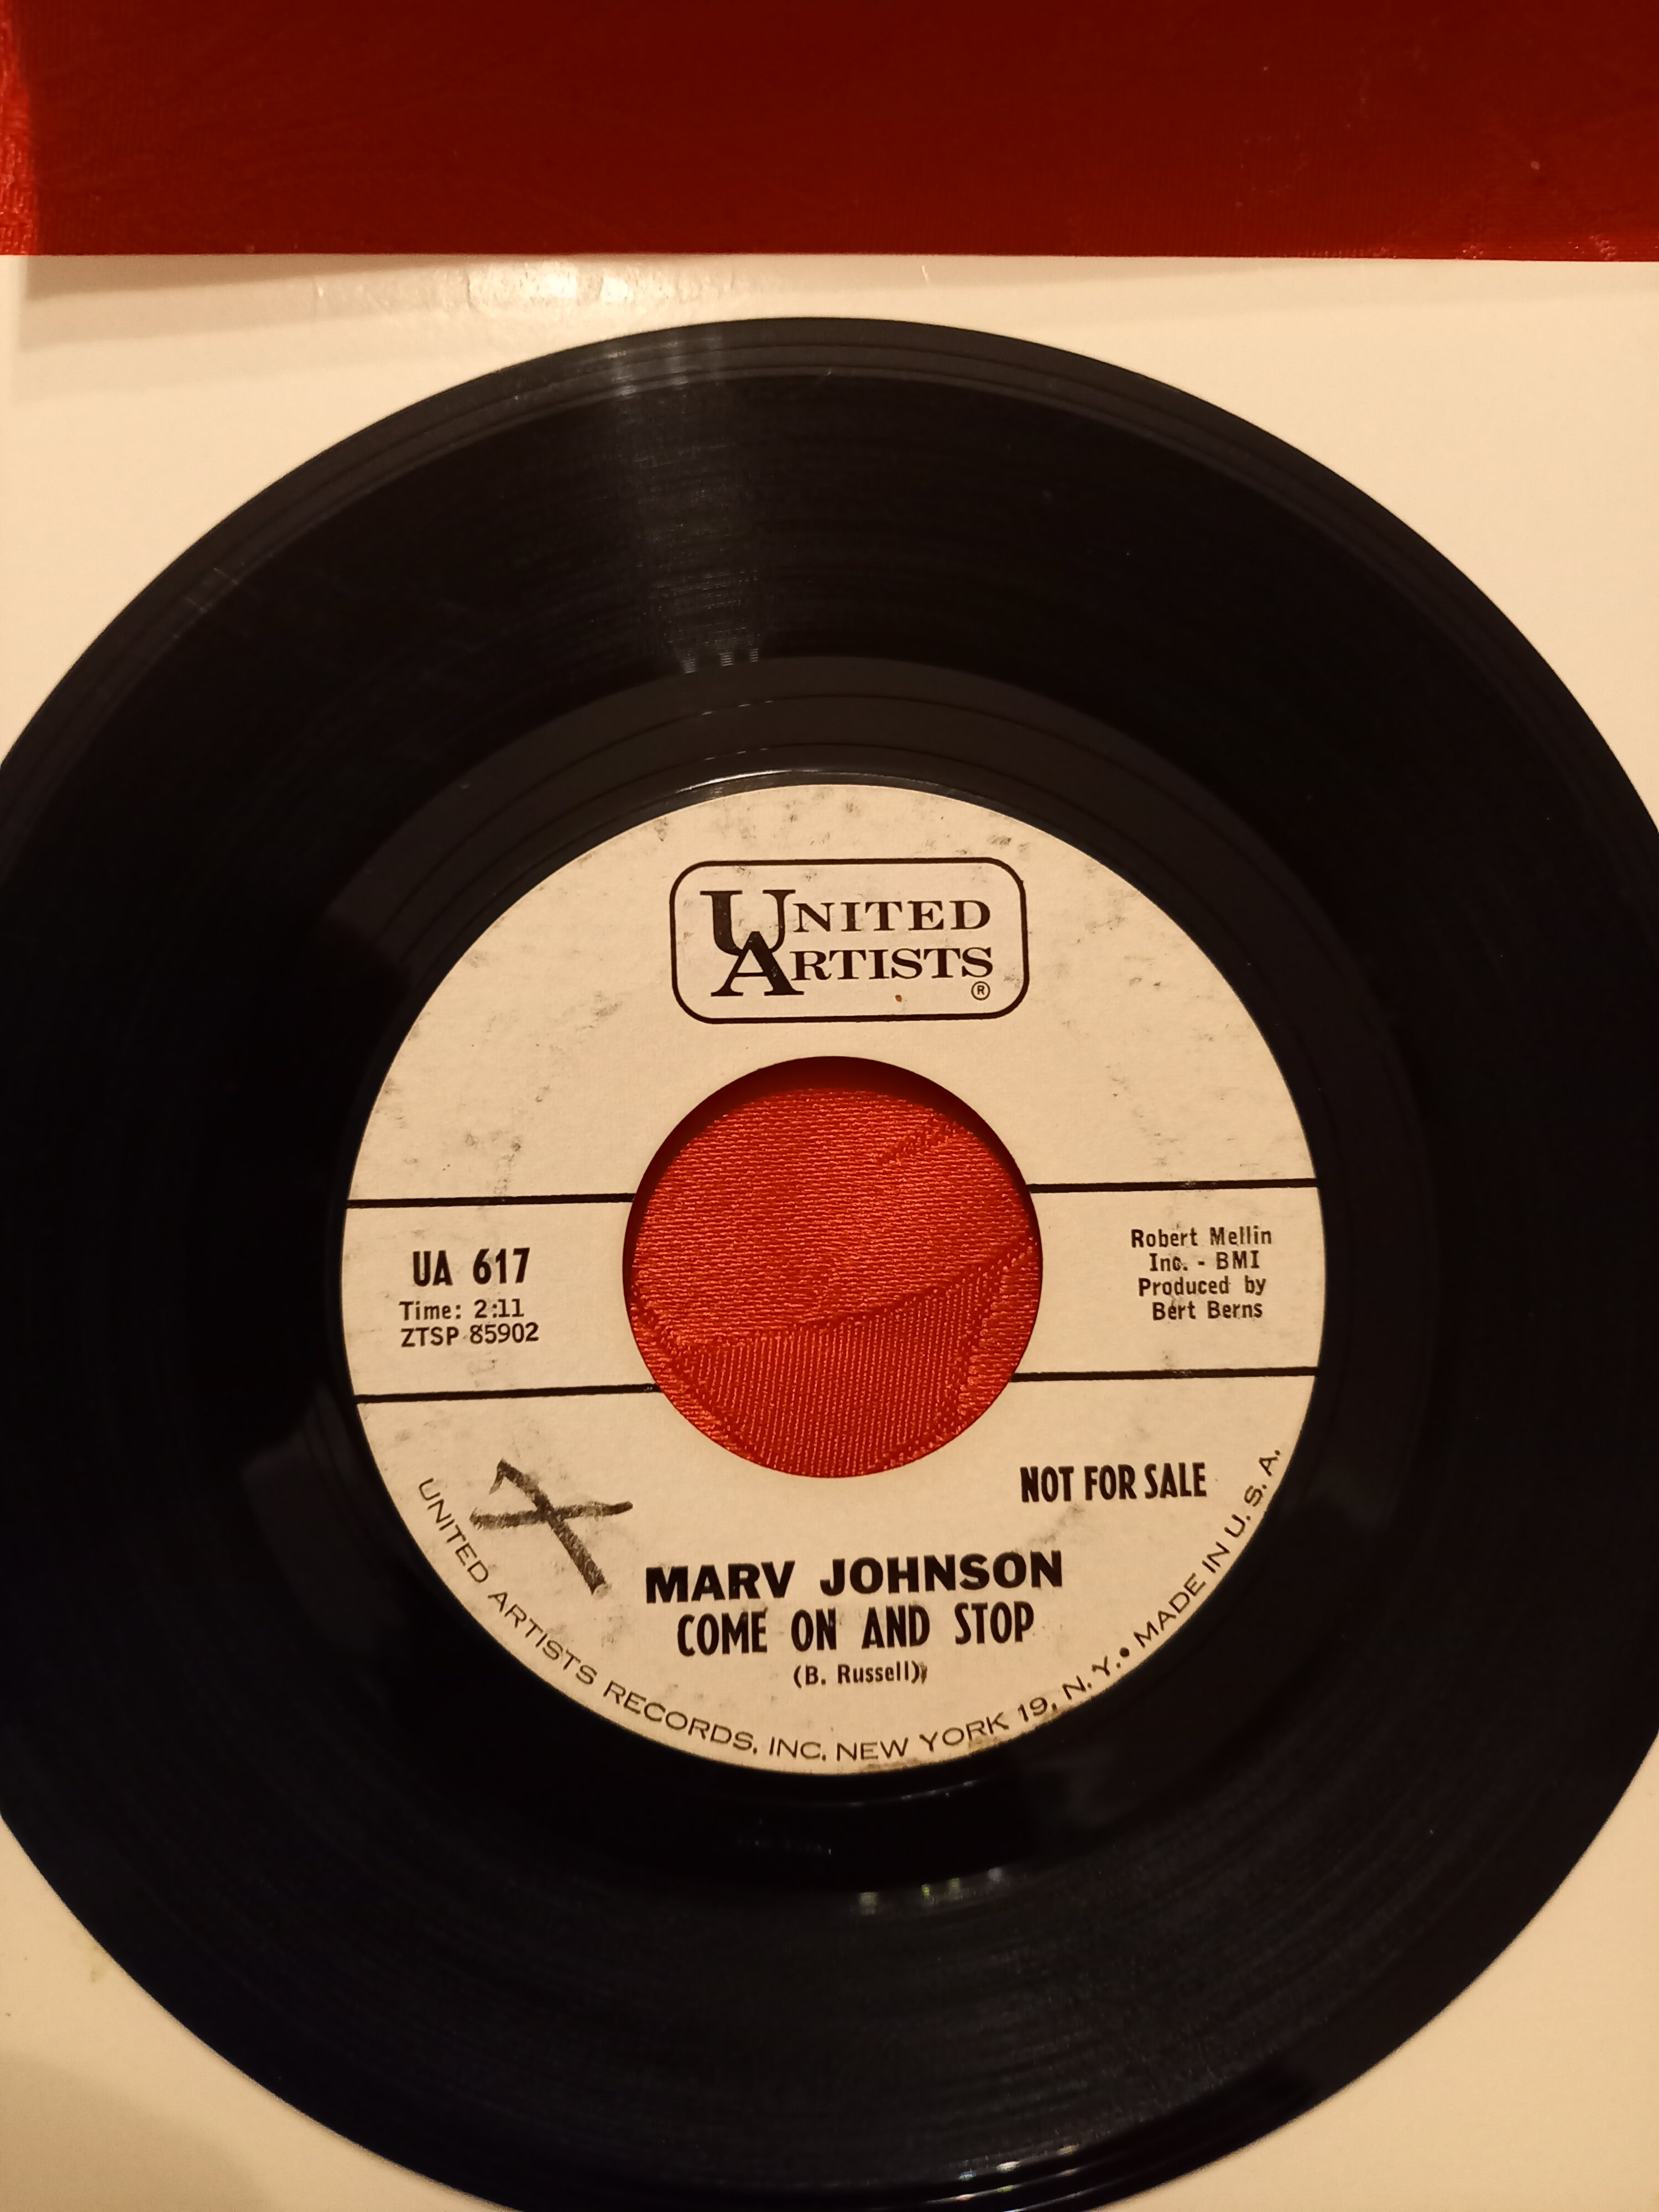 UNITED
ARTISTS
®
UA 617
Time: 2:11
ZTSP 85902
Robert Mellin
Inc. - BMI
Produced by
Bert Berns
NOT FOR SALE
MARV JOHNSON
COME ON AND STOP
(B. Russell)
UNITED ARTISTS RECORDS, INC. NEW YORK 19, N. Y. • MADE IN U. S. A.